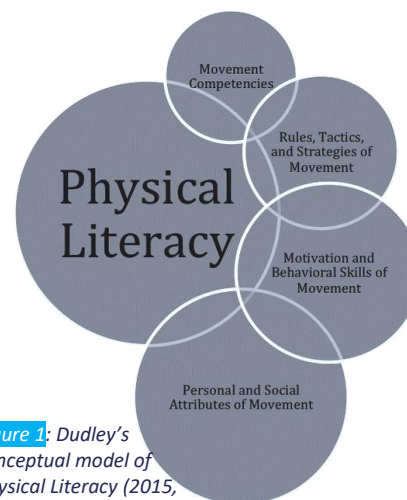 Movement
Competencies
Rules, Tactics,
and Strategies of
Movement
Physical
Literacy
Motivation and
Behavioral Skills of
Movement
Personal and Social
Attributes of Movement
ure 1: Dudley's
nceptual model of
ysical Literacy (2015,